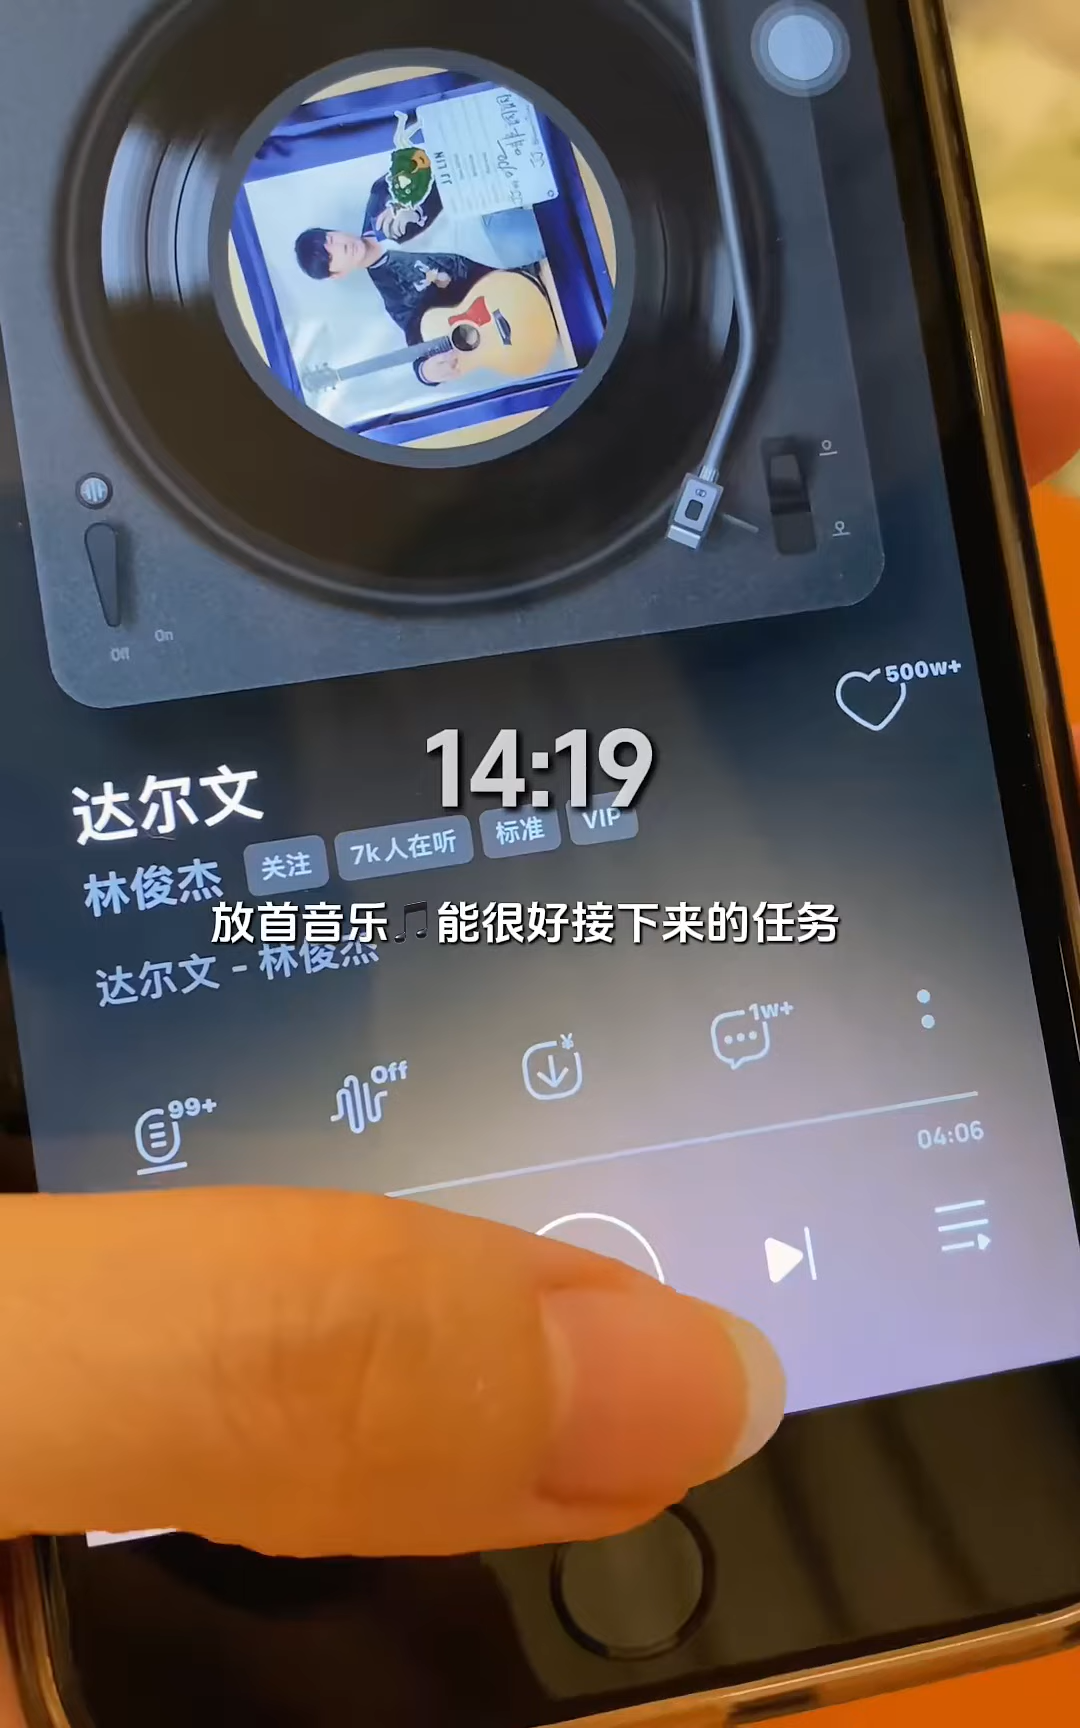 JJ LIN
Off
On
500w+
14:19
达尔文
林俊杰 关注 7k人在听 标准 VIP
放首音乐🎵能很好接下来的任务
达尔文 - 林俊杰
99+
Off
1w+
04:06